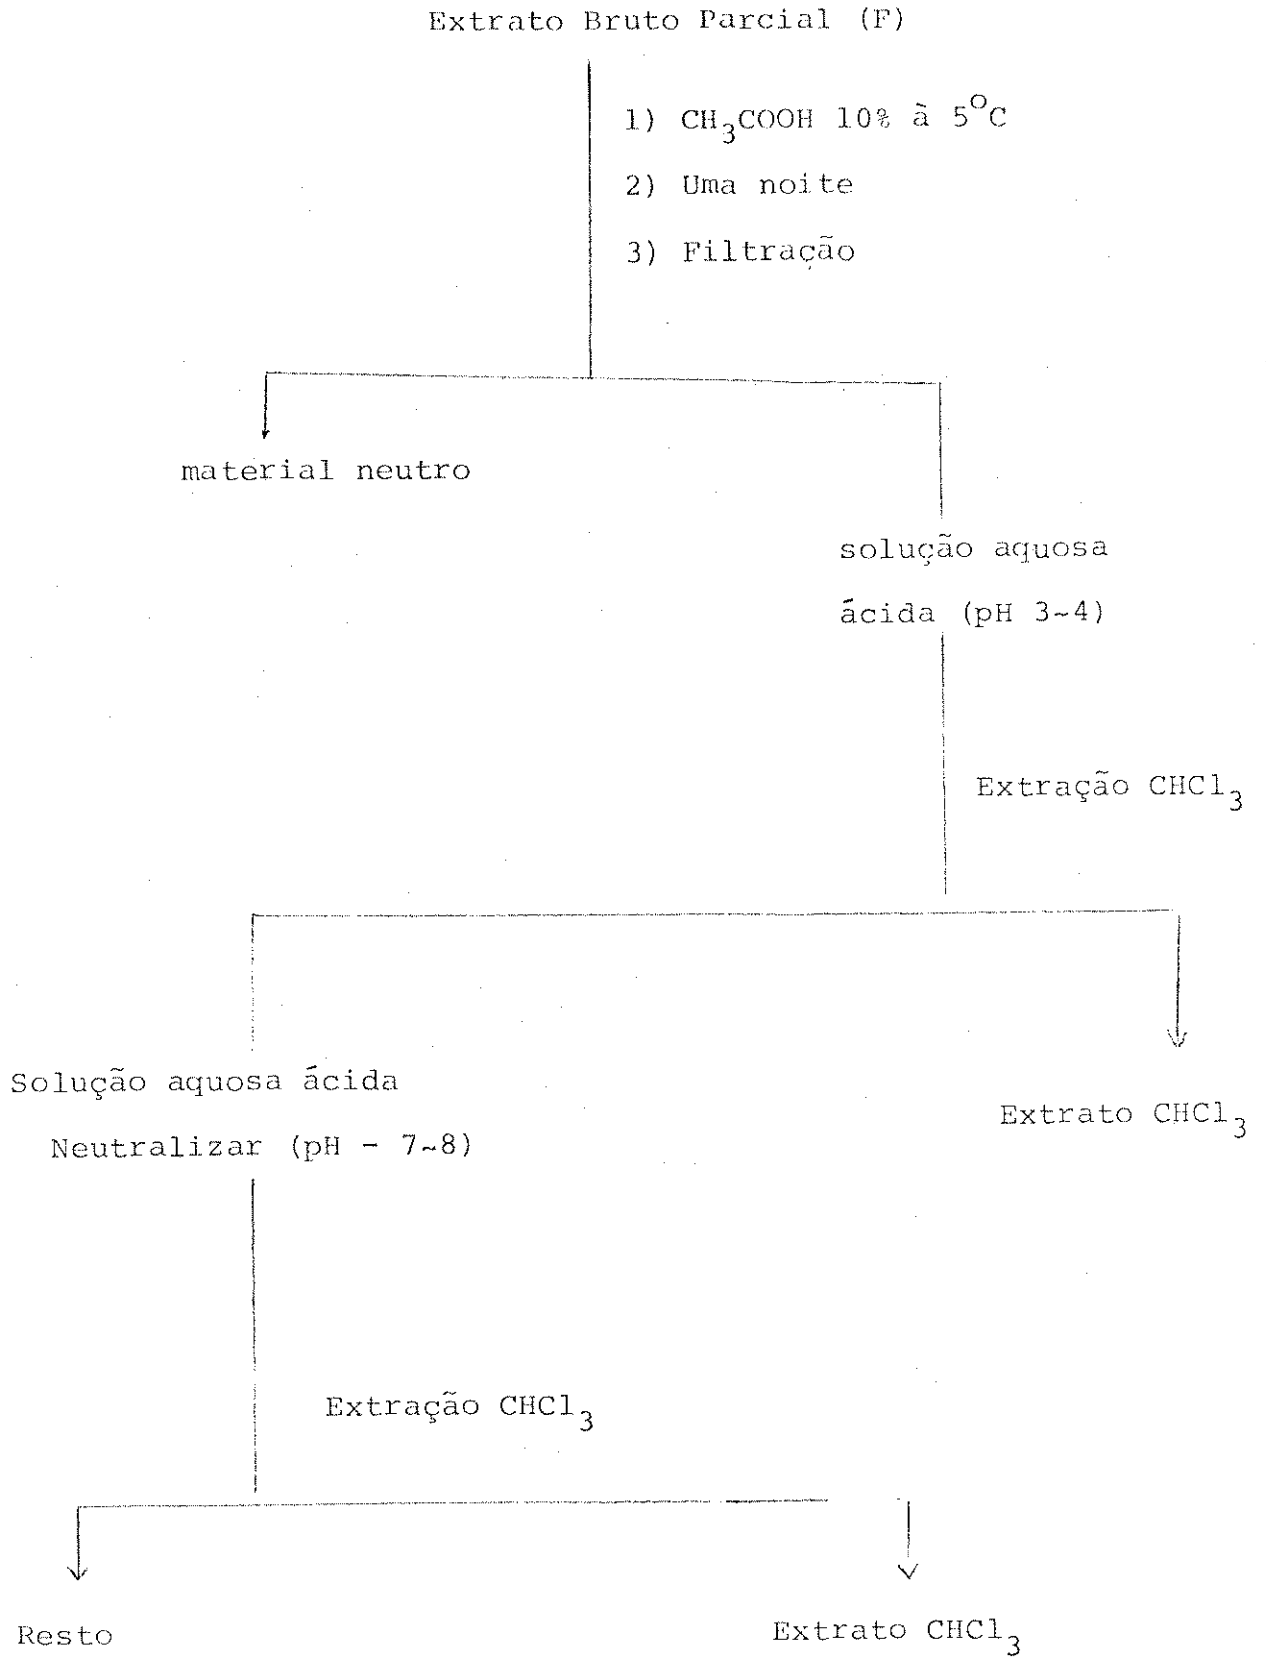 Extrato Bruto Parcial (F)
1) CH₃COOH 10% à 5°C
2) Uma noite
3) Filtração
material neutro
solução aquosa
ácida (pH 3~4)
Extração CHCl₃
Solução aquosa ácida
Neutralizar (pH - 7~8)
Extrato CHCl₃
Extração CHCl₃
Resto
Extrato CHCl₃